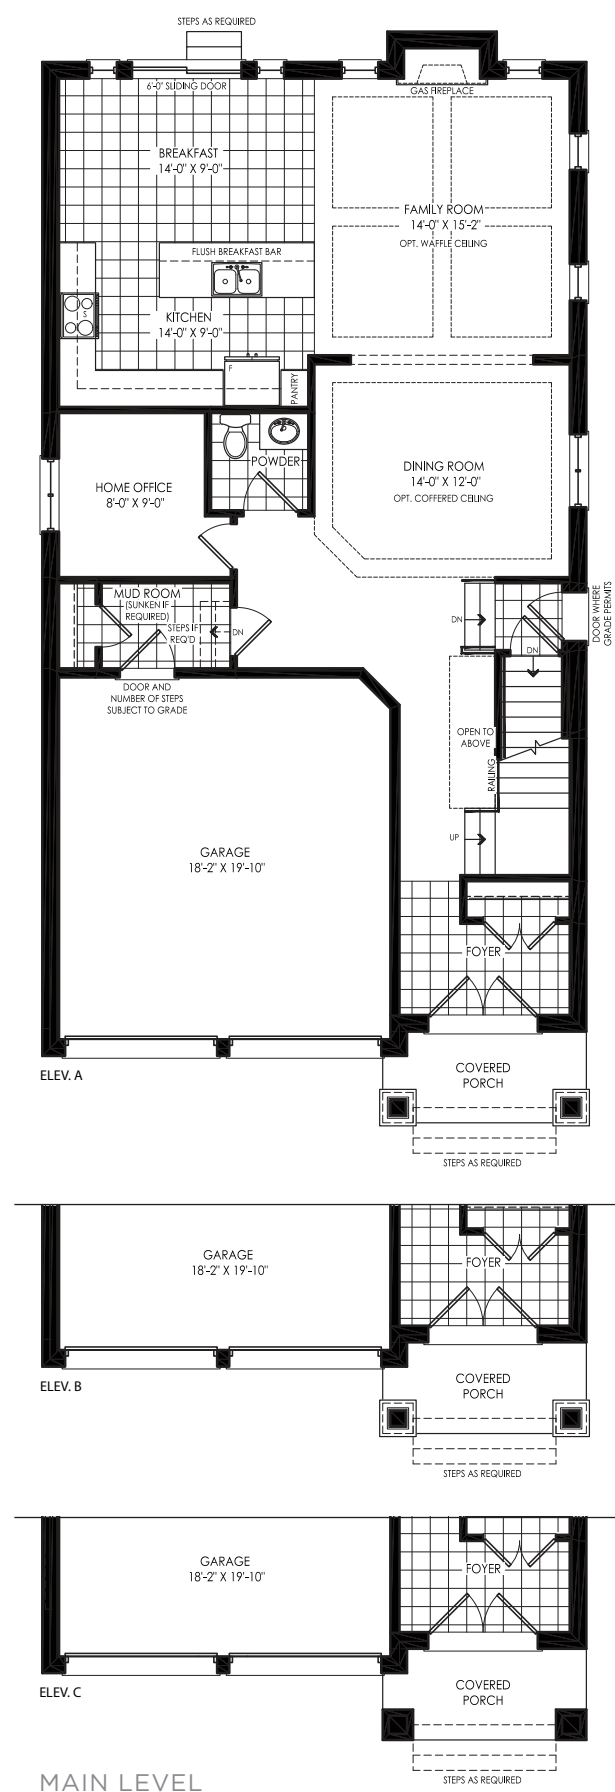 STEPS AS REQUIRED
6'-0" SLIDING DOOR
GAS FIREPLACE
BREAKFAST
14'-0" X 9'-0"
FAMILY ROOM
14'-0" X 15'-2"
OPT. WAFFLE CEILING
FLUSH BREAKFAST BAR
S
KITCHEN
14'-0" X 9'-0"
F
PANTRY
POWDER
DINING ROOM
14'-0" X 12'-0"
OPT. COFFERED CEILING
HOME OFFICE
8'-0" X 9'-0"
MUD ROOM
(SUNKEN IF
REQUIRED)
STEPS IF
REQ'D
DN
DN
DOOR WHERE
GRADE PERMITS
DN
DOOR AND
NUMBER OF STEPS
SUBJECT TO GRADE
OPEN TO
ABOVE
RAILING
UP
GARAGE
18'-2" X 19'-10"
FOYER
COVERED
PORCH
ELEV. A
STEPS AS REQUIRED
GARAGE
18'-2" X 19'-10"
FOYER
COVERED
PORCH
ELEV. B
STEPS AS REQUIRED
GARAGE
18'-2" X 19'-10"
FOYER
COVERED
PORCH
ELEV. C
STEPS AS REQUIRED
MAIN LEVEL